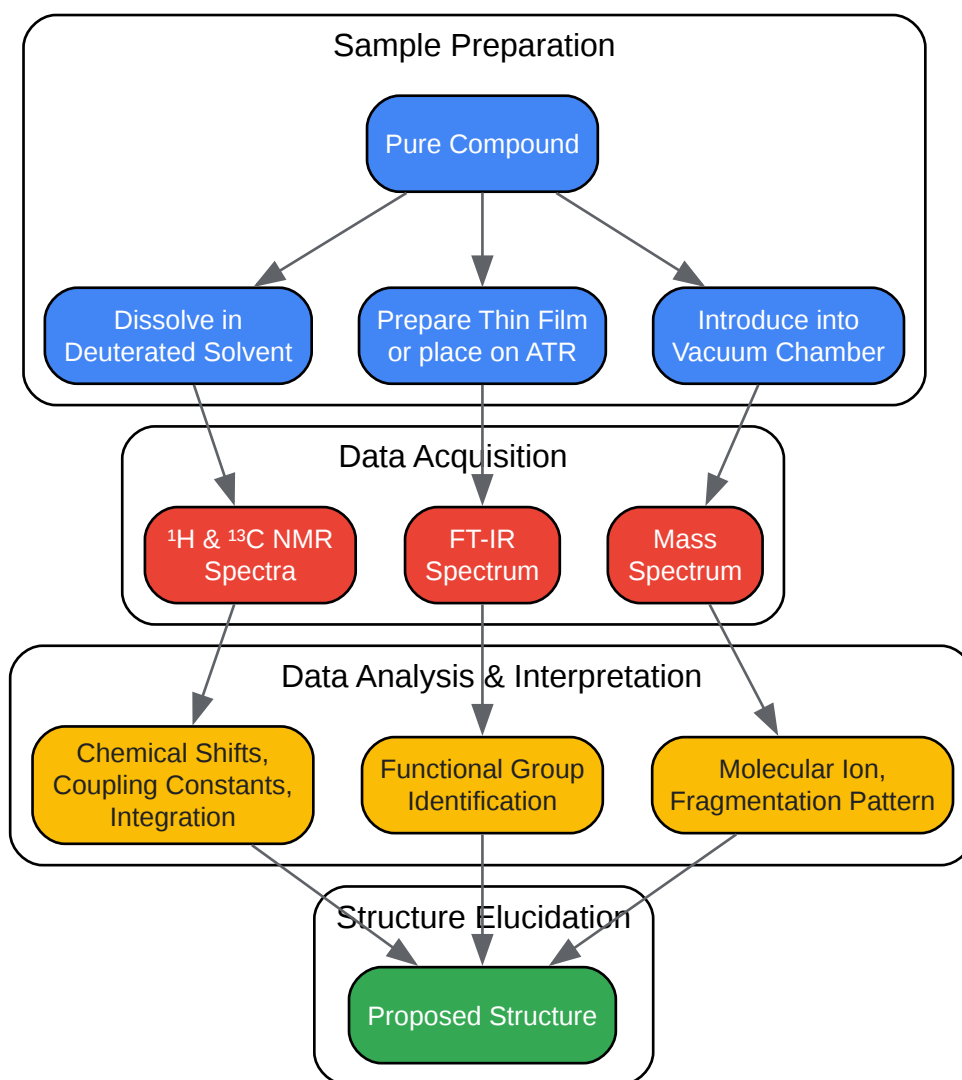 Sample Preparation
Pure Compound
Dissolve in
Deuterated Solvent
Prepare Thin Film
or place on ATR
Introduce into
Vacuum Chamber
Data Acquisition
¹H & ¹³C NMR
Spectra
FT-IR
Spectrum
Mass
Spectrum
Data Analysis & Interpretation
Chemical Shifts,
Coupling Constants,
Integration
Functional Group
Identification
Molecular Ion,
Fragmentation Pattern
Structure Elucidation
Proposed Structure